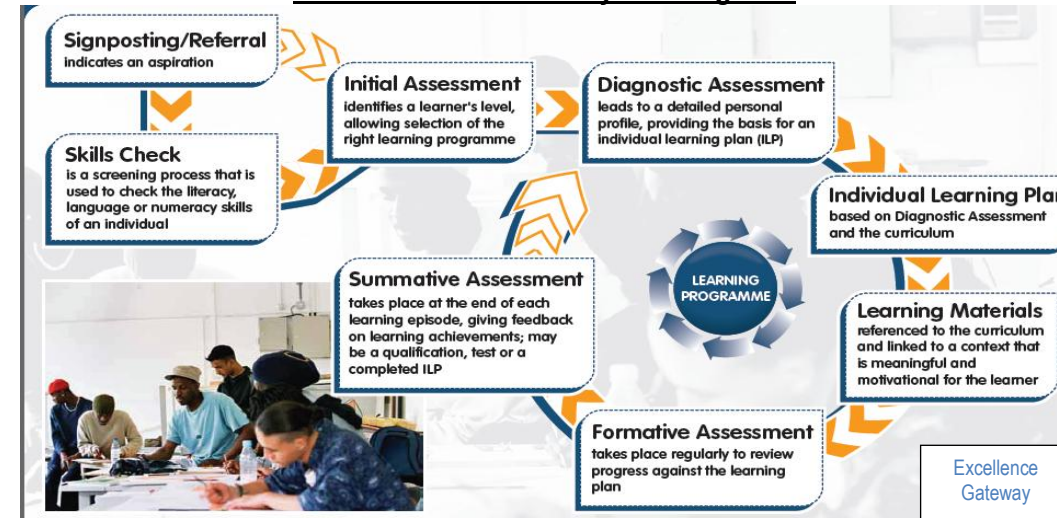 Signposting/Referral
indicates an aspiration
Skills Check
is a screening process that is
used to check the literacy,
language or numeracy skills
of an individual
Initial Assessment
identifies a learner's level,
allowing selection of the
right learning programme
Diagnostic Assessment
leads to a detailed personal
profile, providing the basis for an
individual learning plan (ILP)
Individual Learning Plan
based on Diagnostic Assessment
and the curriculum
Learning Materials
referenced to the curriculum
and linked to a context that
is meaningful and
motivational for the learner
Formative Assessment
takes place regularly to review
progress against the learning
plan
Summative Assessment
takes place at the end of each
learning episode, giving feedback
on learning achievements; may
be a qualification, test or a
completed ILP
LEARNING
PROGRAMME
Excellence
Gateway